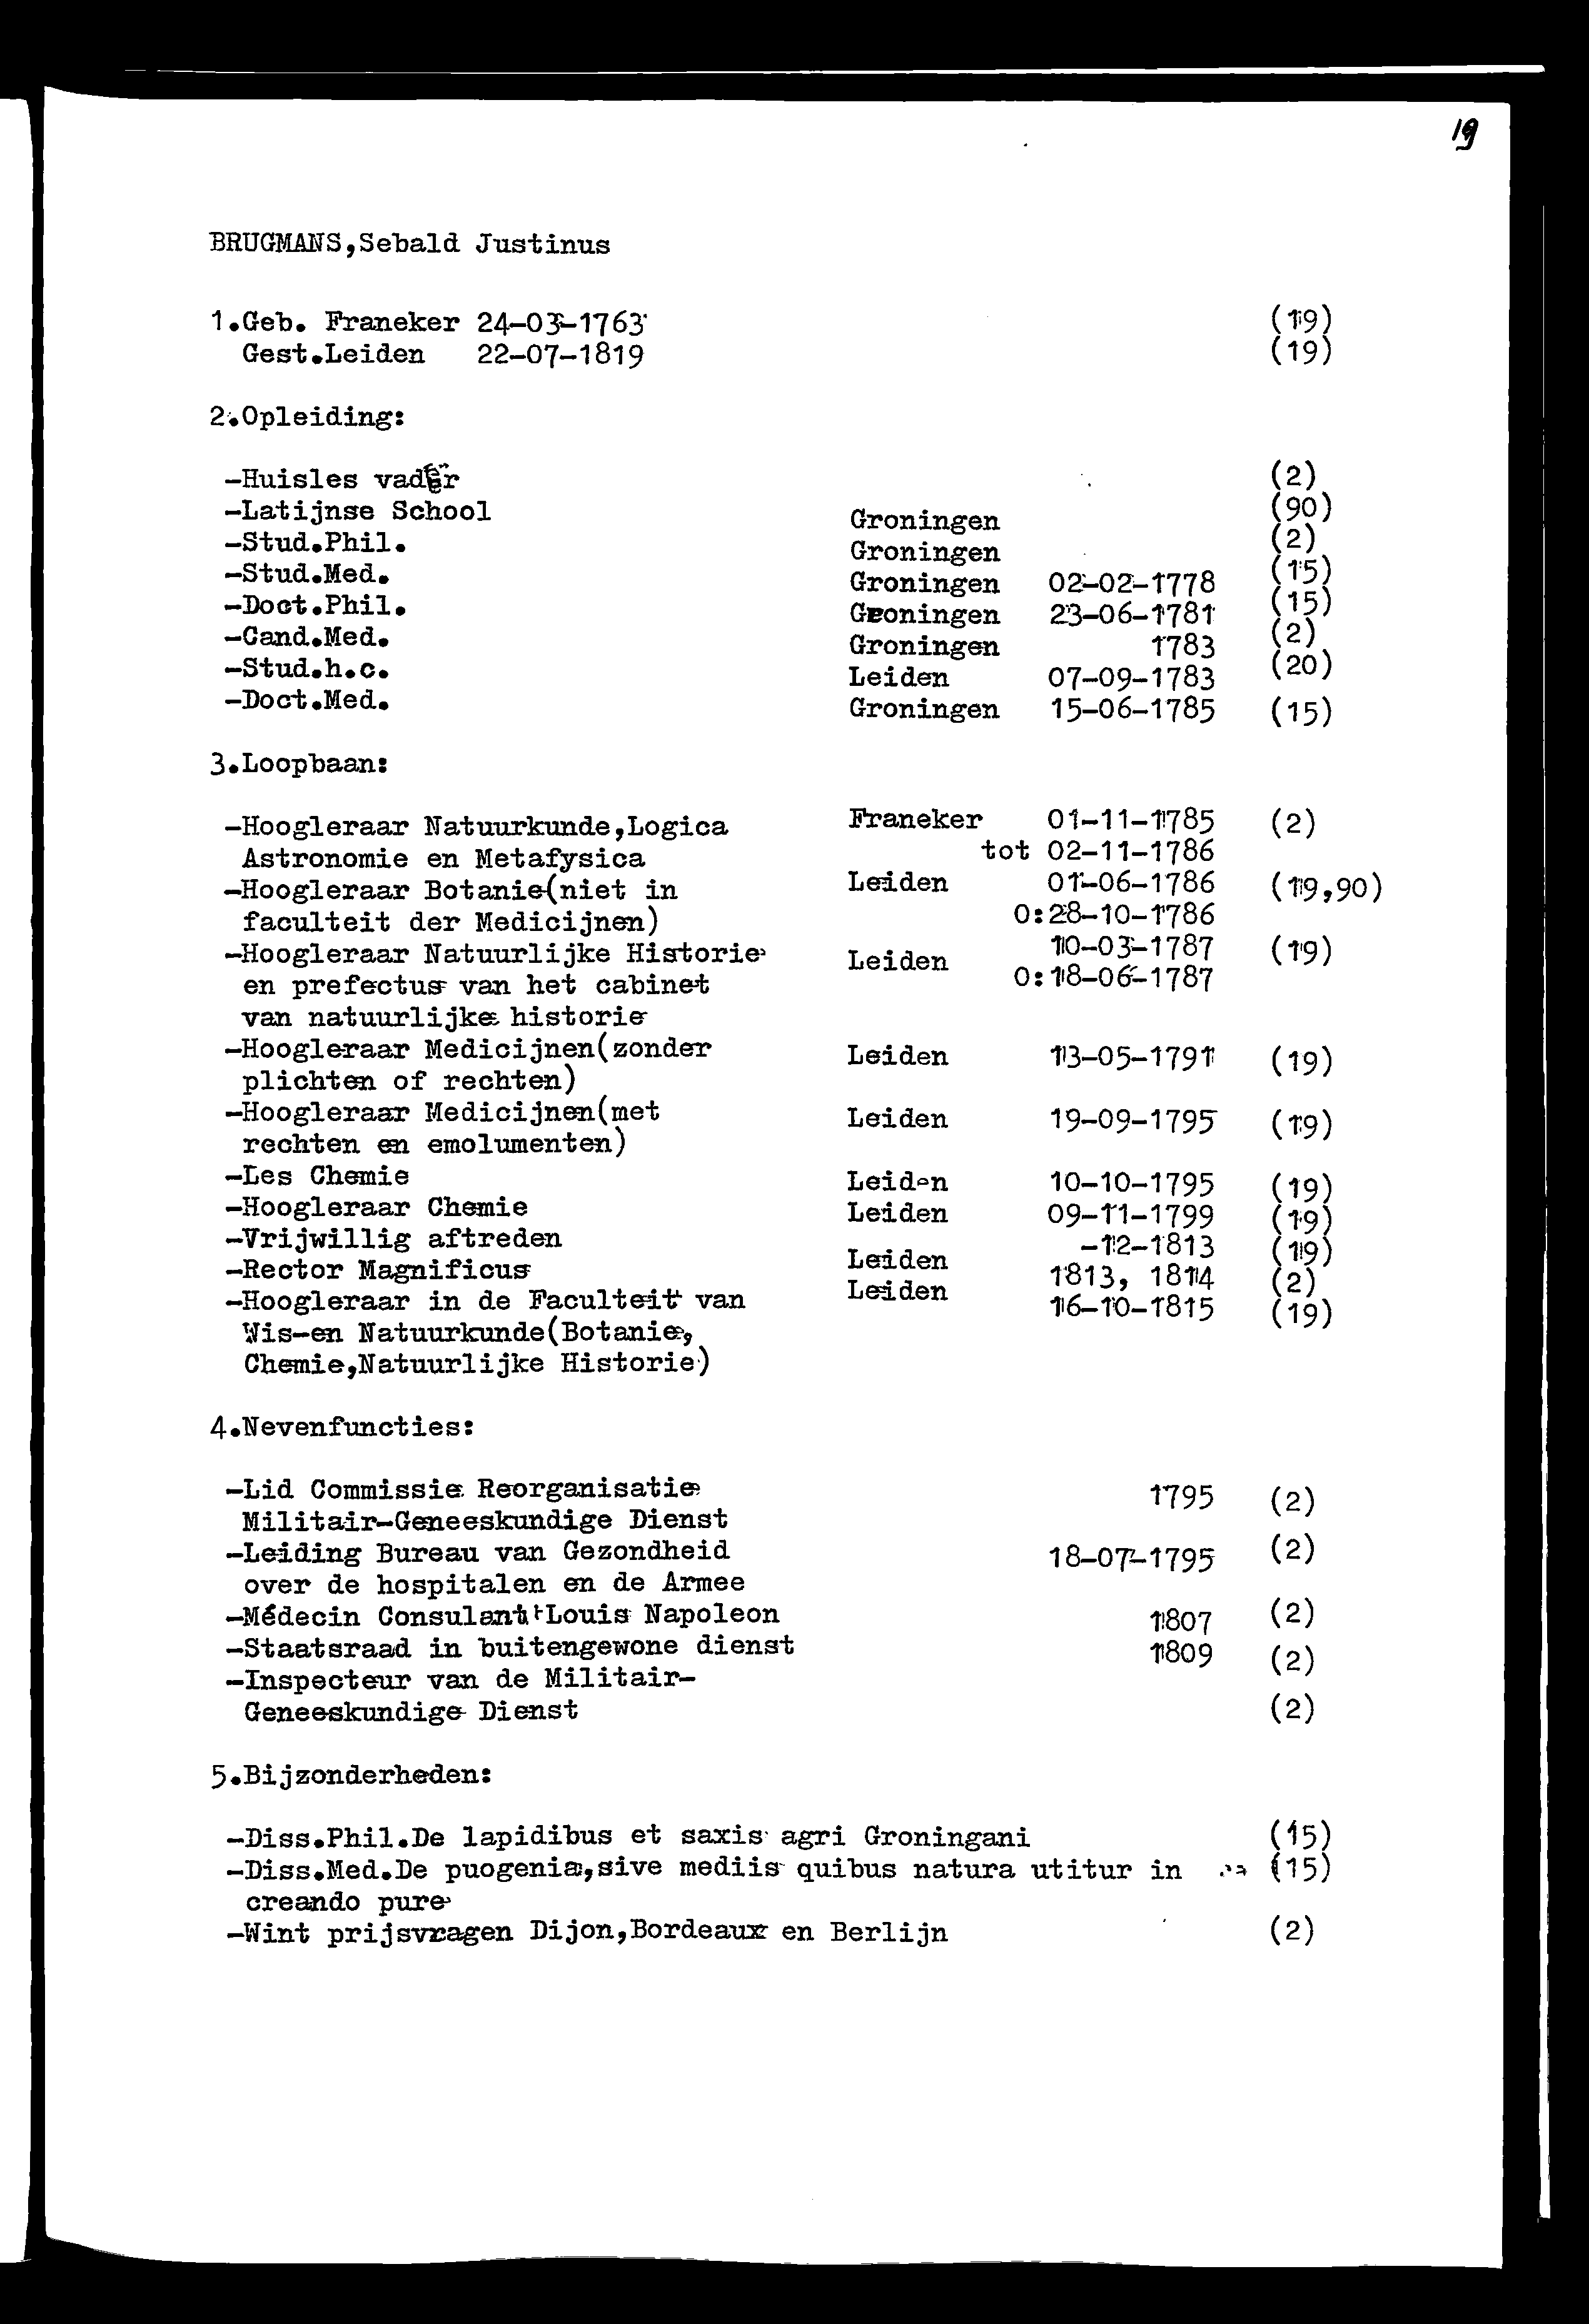 19
BRUGMANS,Sebald Justinus
1.Geb. Franeker 24-03-1763 (19)
Gest.Leiden 22-07-1819 (19)
2.Opleiding:
-Huisles vader (2)
-Latijnse School Groningen (90)
-Stud.Phil. Groningen (2)
-Stud.Med. Groningen 02-02-1778 (15)
-Doct.Phil. Groningen 23-06-1781 (15)
-Cand.Med. Groningen 1783 (2)
-Stud.h.c. Leiden 07-09-1783 (20)
-Doct.Med. Groningen 15-06-1785 (15)
3.Loopbaan:
-Hoogleraar Natuurkunde,Logica Franeker 01-11-1785 (2)
Astronomie en Metafysica tot 02-11-1786
-Hoogleraar Botanie(niet in Leiden 01-06-1786 (19,90)
faculteit der Medicijnen) O:28-10-1786
-Hoogleraar Natuurlijke Historie Leiden 10-03-1787 (19)
en prefectus van het cabinet O:18-06-1787
van natuurlijke historie
-Hoogleraar Medicijnen(zonder Leiden 13-05-1791 (19)
plichten of rechten)
-Hoogleraar Medicijnen(met Leiden 19-09-1795 (19)
rechten en emolumenten)
-Les Chemie Leiden 10-10-1795 (19)
-Hoogleraar Chemie Leiden 09-11-1799 (19)
-Vrijwillig aftreden Leiden -12-1813 (19)
-Rector Magnificus Leiden 1813, 1814 (2)
-Hoogleraar in de Faculteit van 16-10-1815 (19)
Wis-en Natuurkunde(Botanie,
Chemie,Natuurlijke Historie)
4.Nevenfuncties:
-Lid Commissie Reorganisatie 1795 (2)
Militair-Geneeskundige Dienst
-Leiding Bureau van Gezondheid 18-07-1795 (2)
over de hospitalen en de Armee
-Médecin Consulant Louis Napoleon 1807 (2)
-Staatsraad in buitengewone dienst 1809 (2)
-Inspecteur van de Militair-
Geneeskundige Dienst (2)
5.Bijzonderheden:
-Diss.Phil.De lapidibus et saxis agri Groningani (15)
-Diss.Med.De puogenia,sive mediis quibus natura utitur in (15)
creando pure
-Wint prijsvragen Dijon,Bordeaux en Berlijn (2)